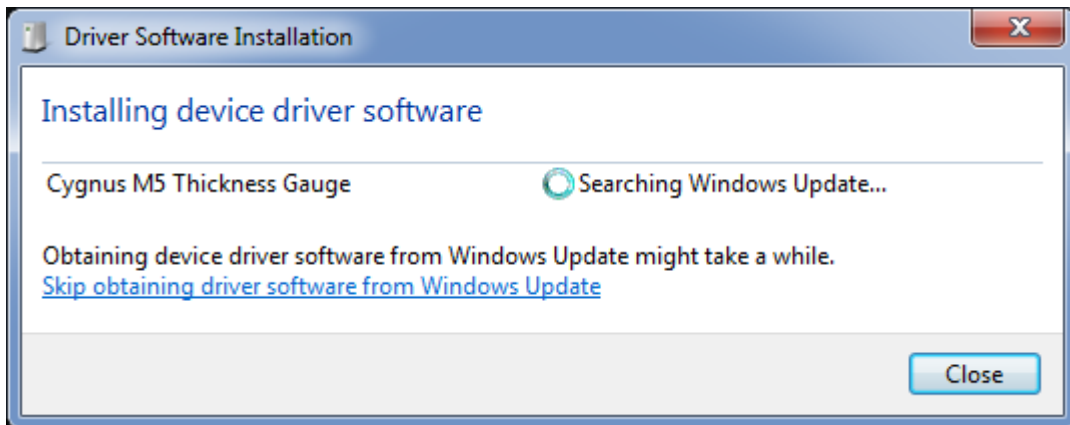 Driver Software Installation
Installing device driver software
Cygnus M5 Thickness Gauge Searching Windows Update...
Obtaining device driver software from Windows Update might take a while.
Skip obtaining driver software from Windows Update
Close